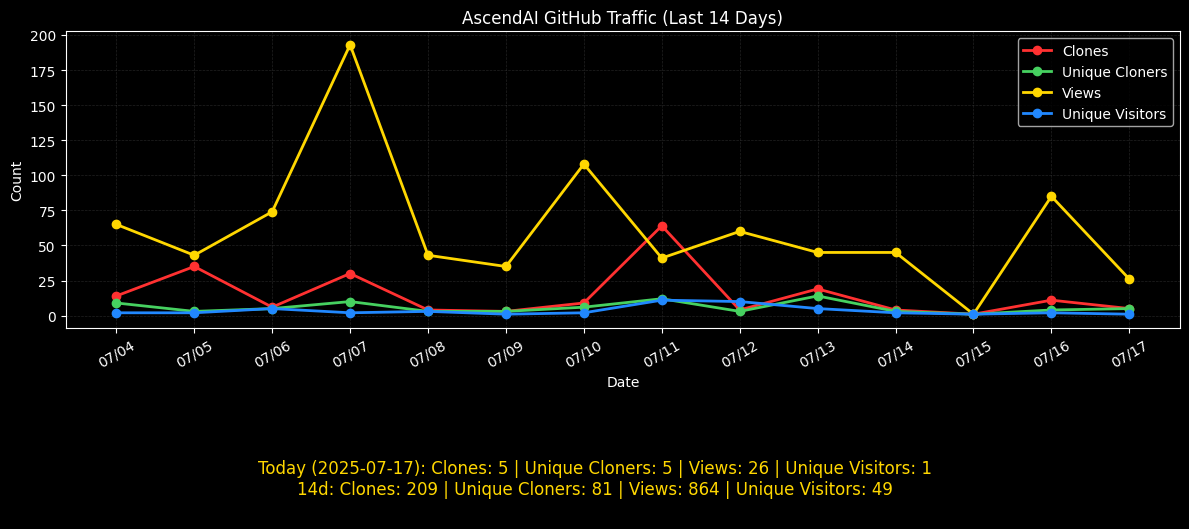 AscendAI GitHub Traffic (Last 14 Days)
200
175
150
125
100
75
50
25
0
Count
Clones
Unique Cloners
Views
Unique Visitors
07/04 07/05 07/06 07/07 07/08 07/09 07/10 07/11 07/12 07/13 07/14 07/15 07/16 07/17
Date
Today (2025-07-17): Clones: 5 | Unique Cloners: 5 | Views: 26 | Unique Visitors: 1
14d: Clones: 209 | Unique Cloners: 81 | Views: 864 | Unique Visitors: 49